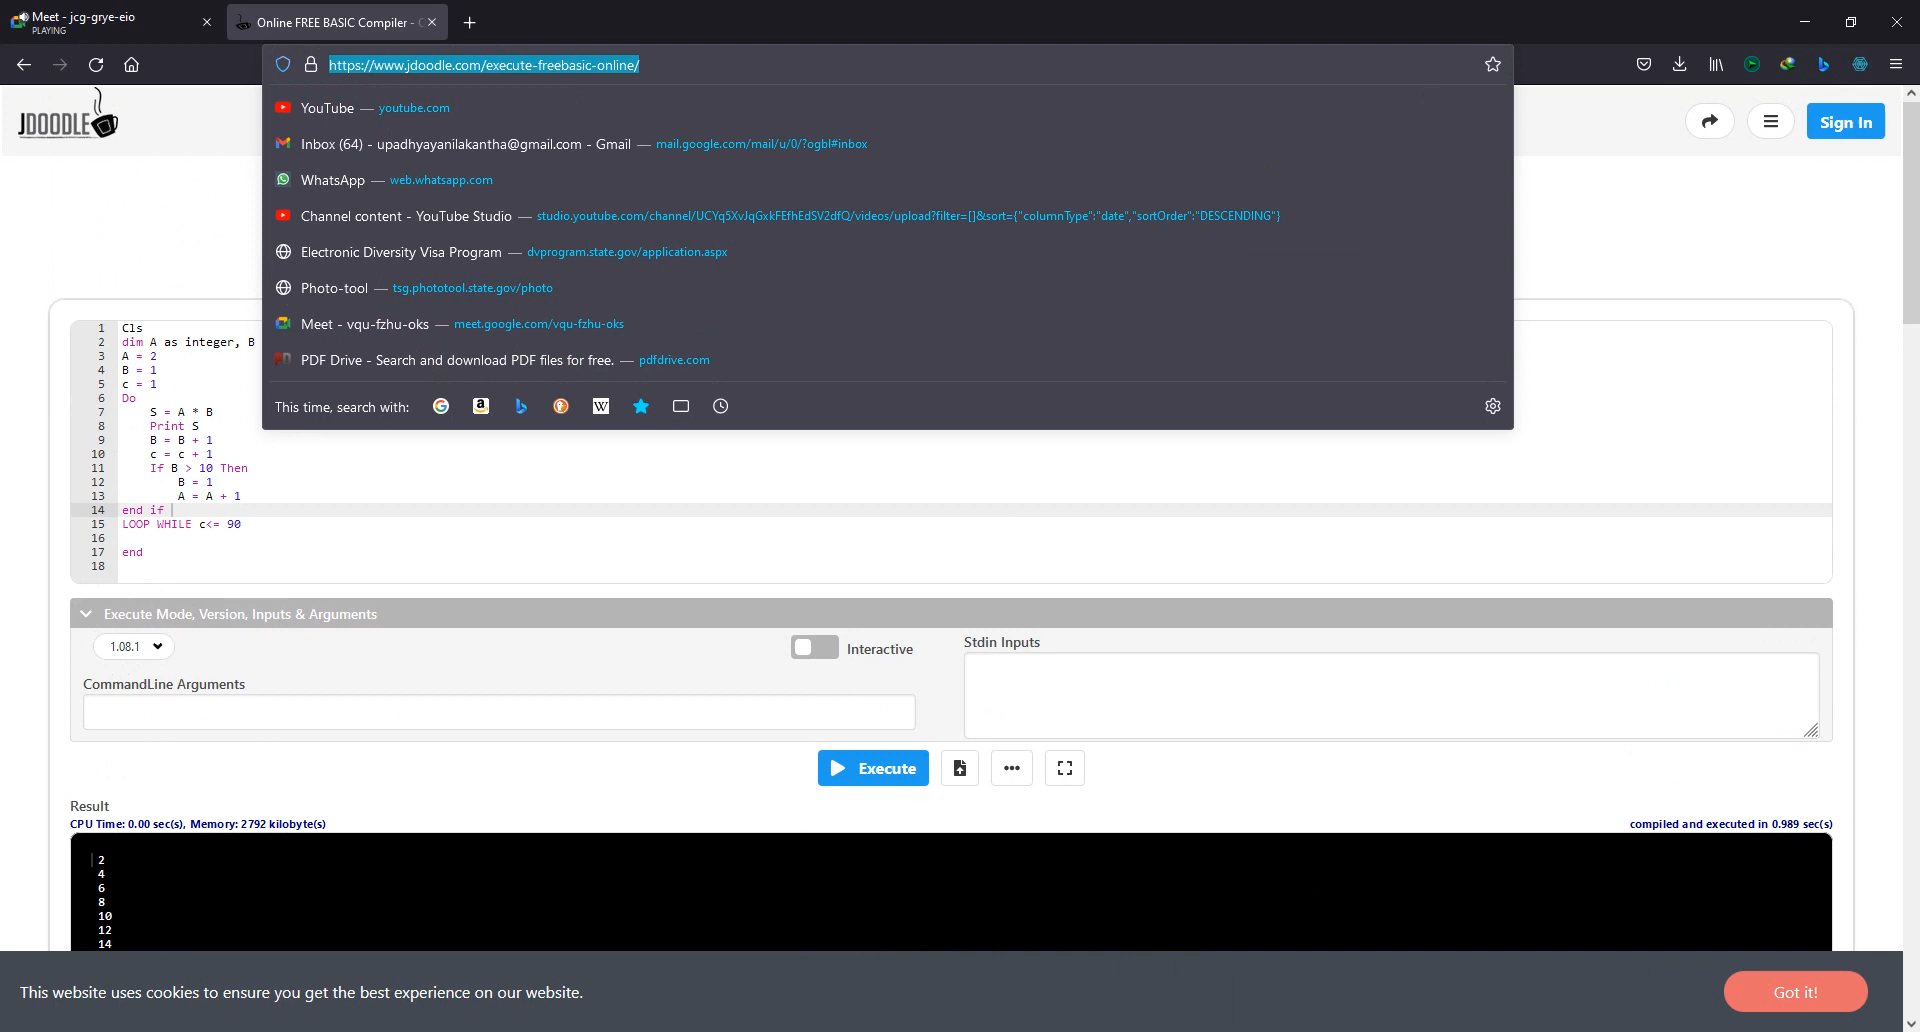 Meet - jcg-grye-eio
PLAYING
Online FREE BASIC Compiler -
https://www.jdoodle.com/execute-freebasic-online/
JDOODLE
Sign In
YouTube — youtube.com
Inbox (64) - upadhyayanilakantha@gmail.com - Gmail — mail.google.com/mail/u/0/?ogbl#inbox
WhatsApp — web.whatsapp.com
Channel content - YouTube Studio — studio.youtube.com/channel/UCYq5XvJqGxkFEfhEdSV2dfQ/videos/upload?filter=[]&sort={"columnType":"date","sortOrder":"DESCENDING"}
Electronic Diversity Visa Program — dvprogram.state.gov/application.aspx
Photo-tool — tsg.phototool.state.gov/photo
Meet - vqu-fzhu-oks — meet.google.com/vqu-fzhu-oks
PDF Drive - Search and download PDF files for free. — pdfdrive.com
This time, search with:
1 Cls
2 dim A as integer, B
3 A = 2
4 B = 1
5 c = 1
6 Do
7 S = A * B
8 Print S
9 B = B + 1
10 c = c + 1
11 If B > 10 Then
12 B = 1
13 A = A + 1
14 end if
15 LOOP WHILE c<= 90
16
17 end
18
Execute Mode, Version, Inputs & Arguments
1.08.1
Interactive
Stdin Inputs
CommandLine Arguments
Execute
Result
CPU Time: 0.00 sec(s), Memory: 2792 kilobyte(s)
compiled and executed in 0.989 sec(s)
2
4
6
8
10
12
14
This website uses cookies to ensure you get the best experience on our website.
Got it!